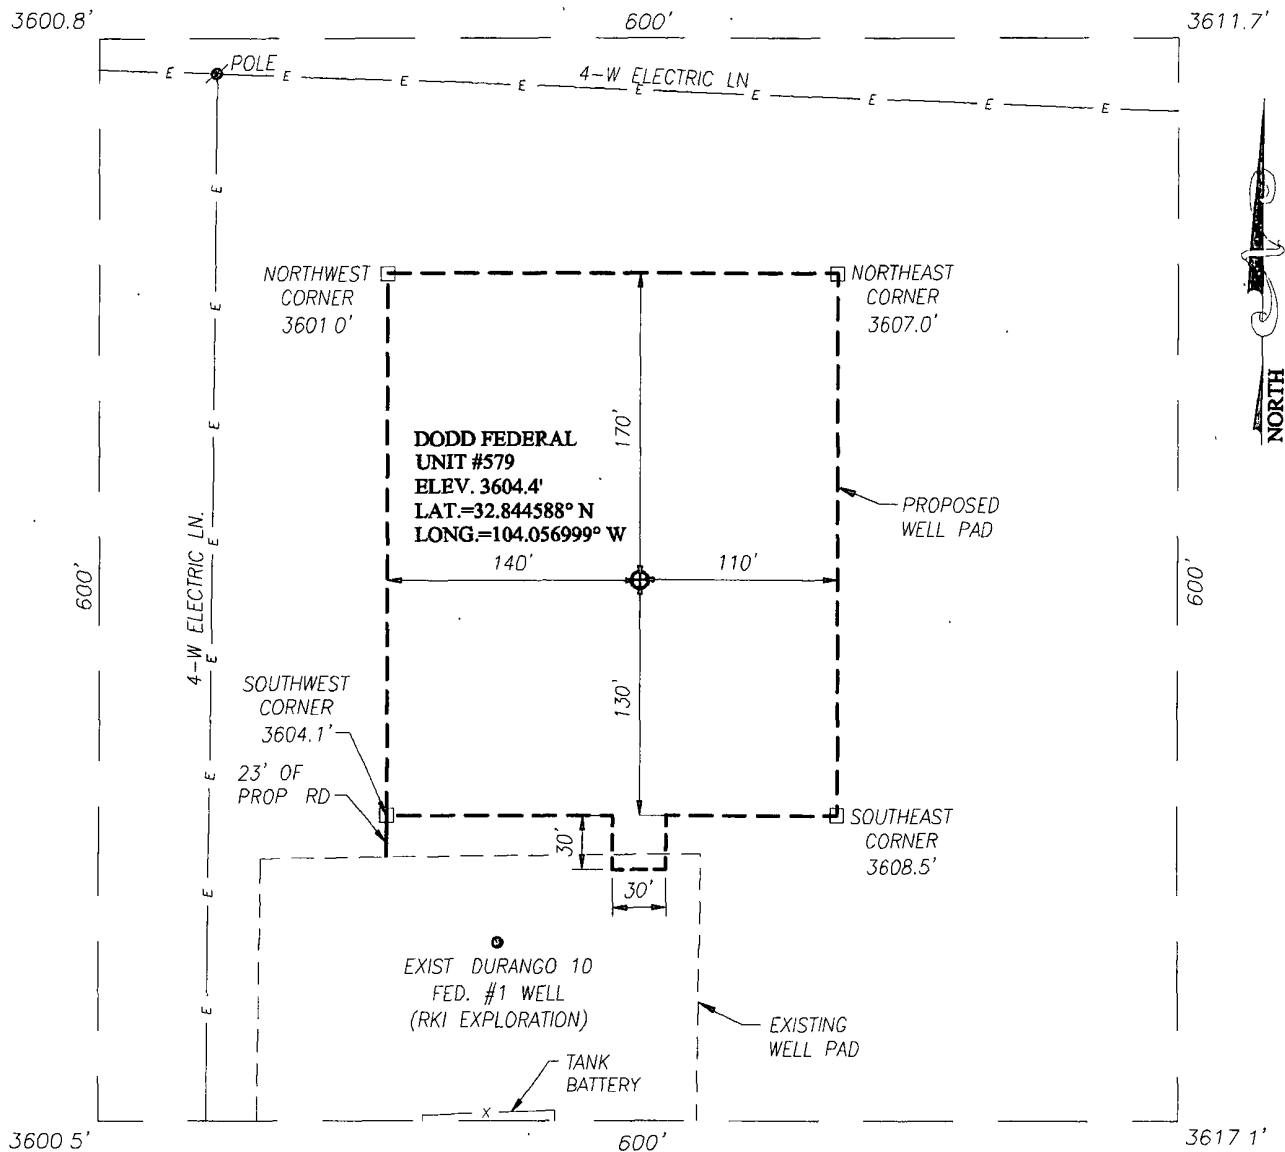 3600.8'
600'
3611.7'
POLE
4-W ELECTRIC LN
E E E E E E E E E
NORTHWEST
CORNER
3601 0'
NORTHEAST
CORNER
3607.0'
NORTH
170'
DODD FEDERAL
UNIT #579
ELEV. 3604.4'
LAT.=32.844588° N
LONG.=104.056999° W
PROPOSED
WELL PAD
140'
110'
600'
4-W ELECTRIC LN.
E
E
E
E
E
E
E
E
600'
130'
SOUTHWEST
CORNER
3604.1'
23' OF
PROP RD
30'
30'
SOUTHEAST
CORNER
3608.5'
EXIST DURANGO 10
FED. #1 WELL
(RKI EXPLORATION)
EXISTING
WELL PAD
TANK
BATTERY
X
3600 5'
600'
3617 1'